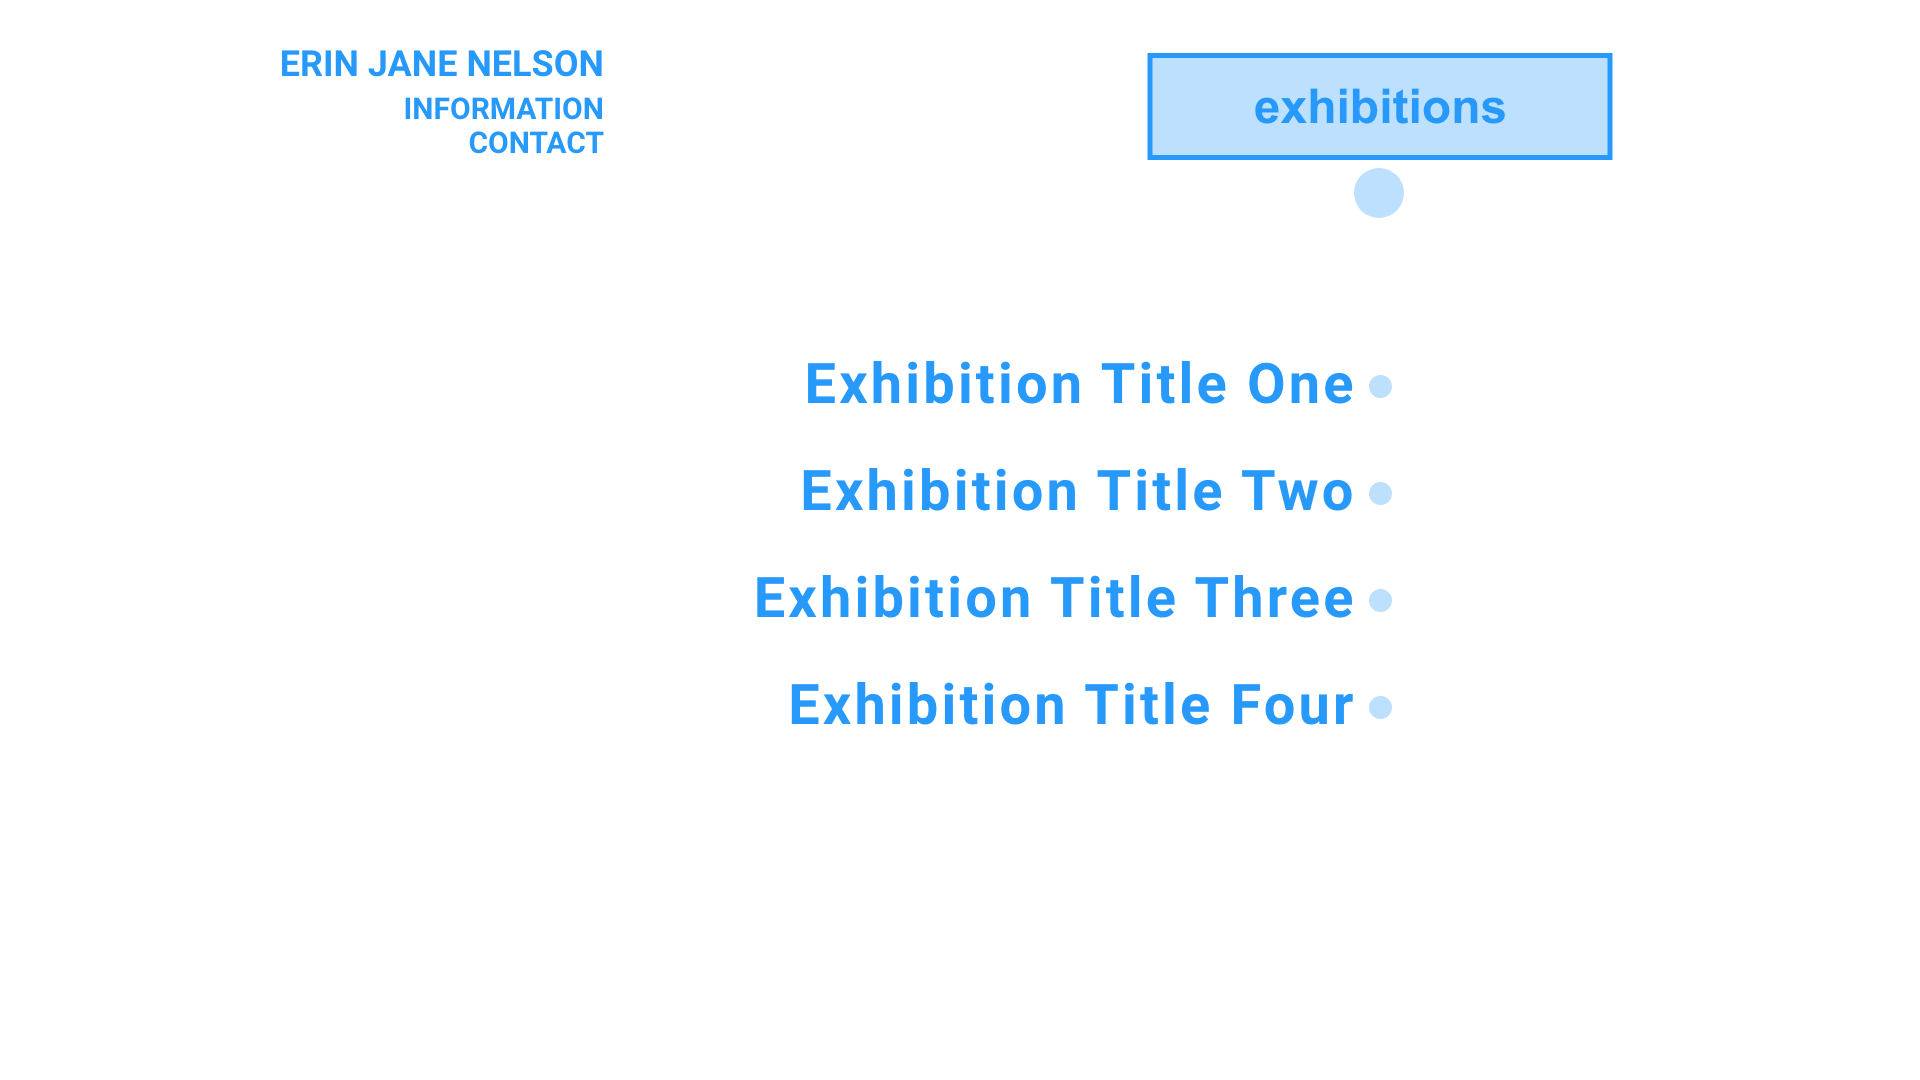 ERIN JANE NELSON
INFORMATION
CONTACT
exhibitions
Exhibition Title One
Exhibition Title Two
Exhibition Title Three
Exhibition Title Four